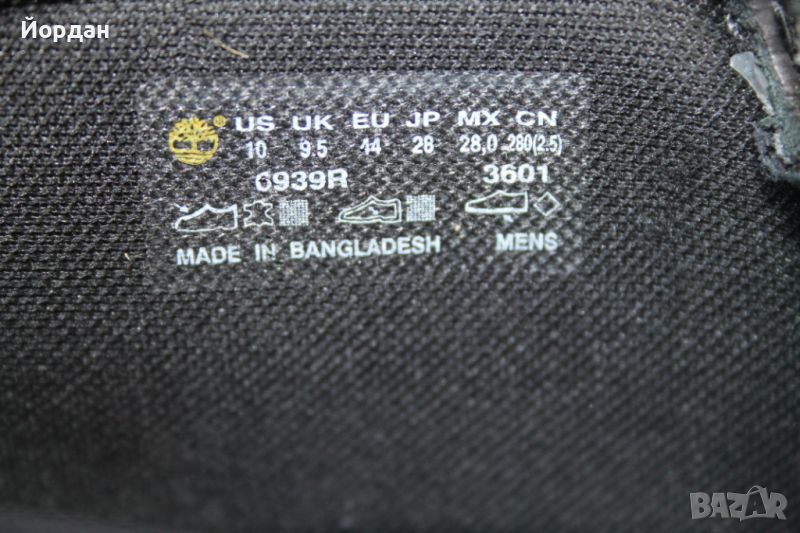 Йордан
® US UK EU JP MX CN
10 9.5 44 28 28,0 280(2.5)
6939R 3601
MADE IN BANGLADESH MENS
BAZAR